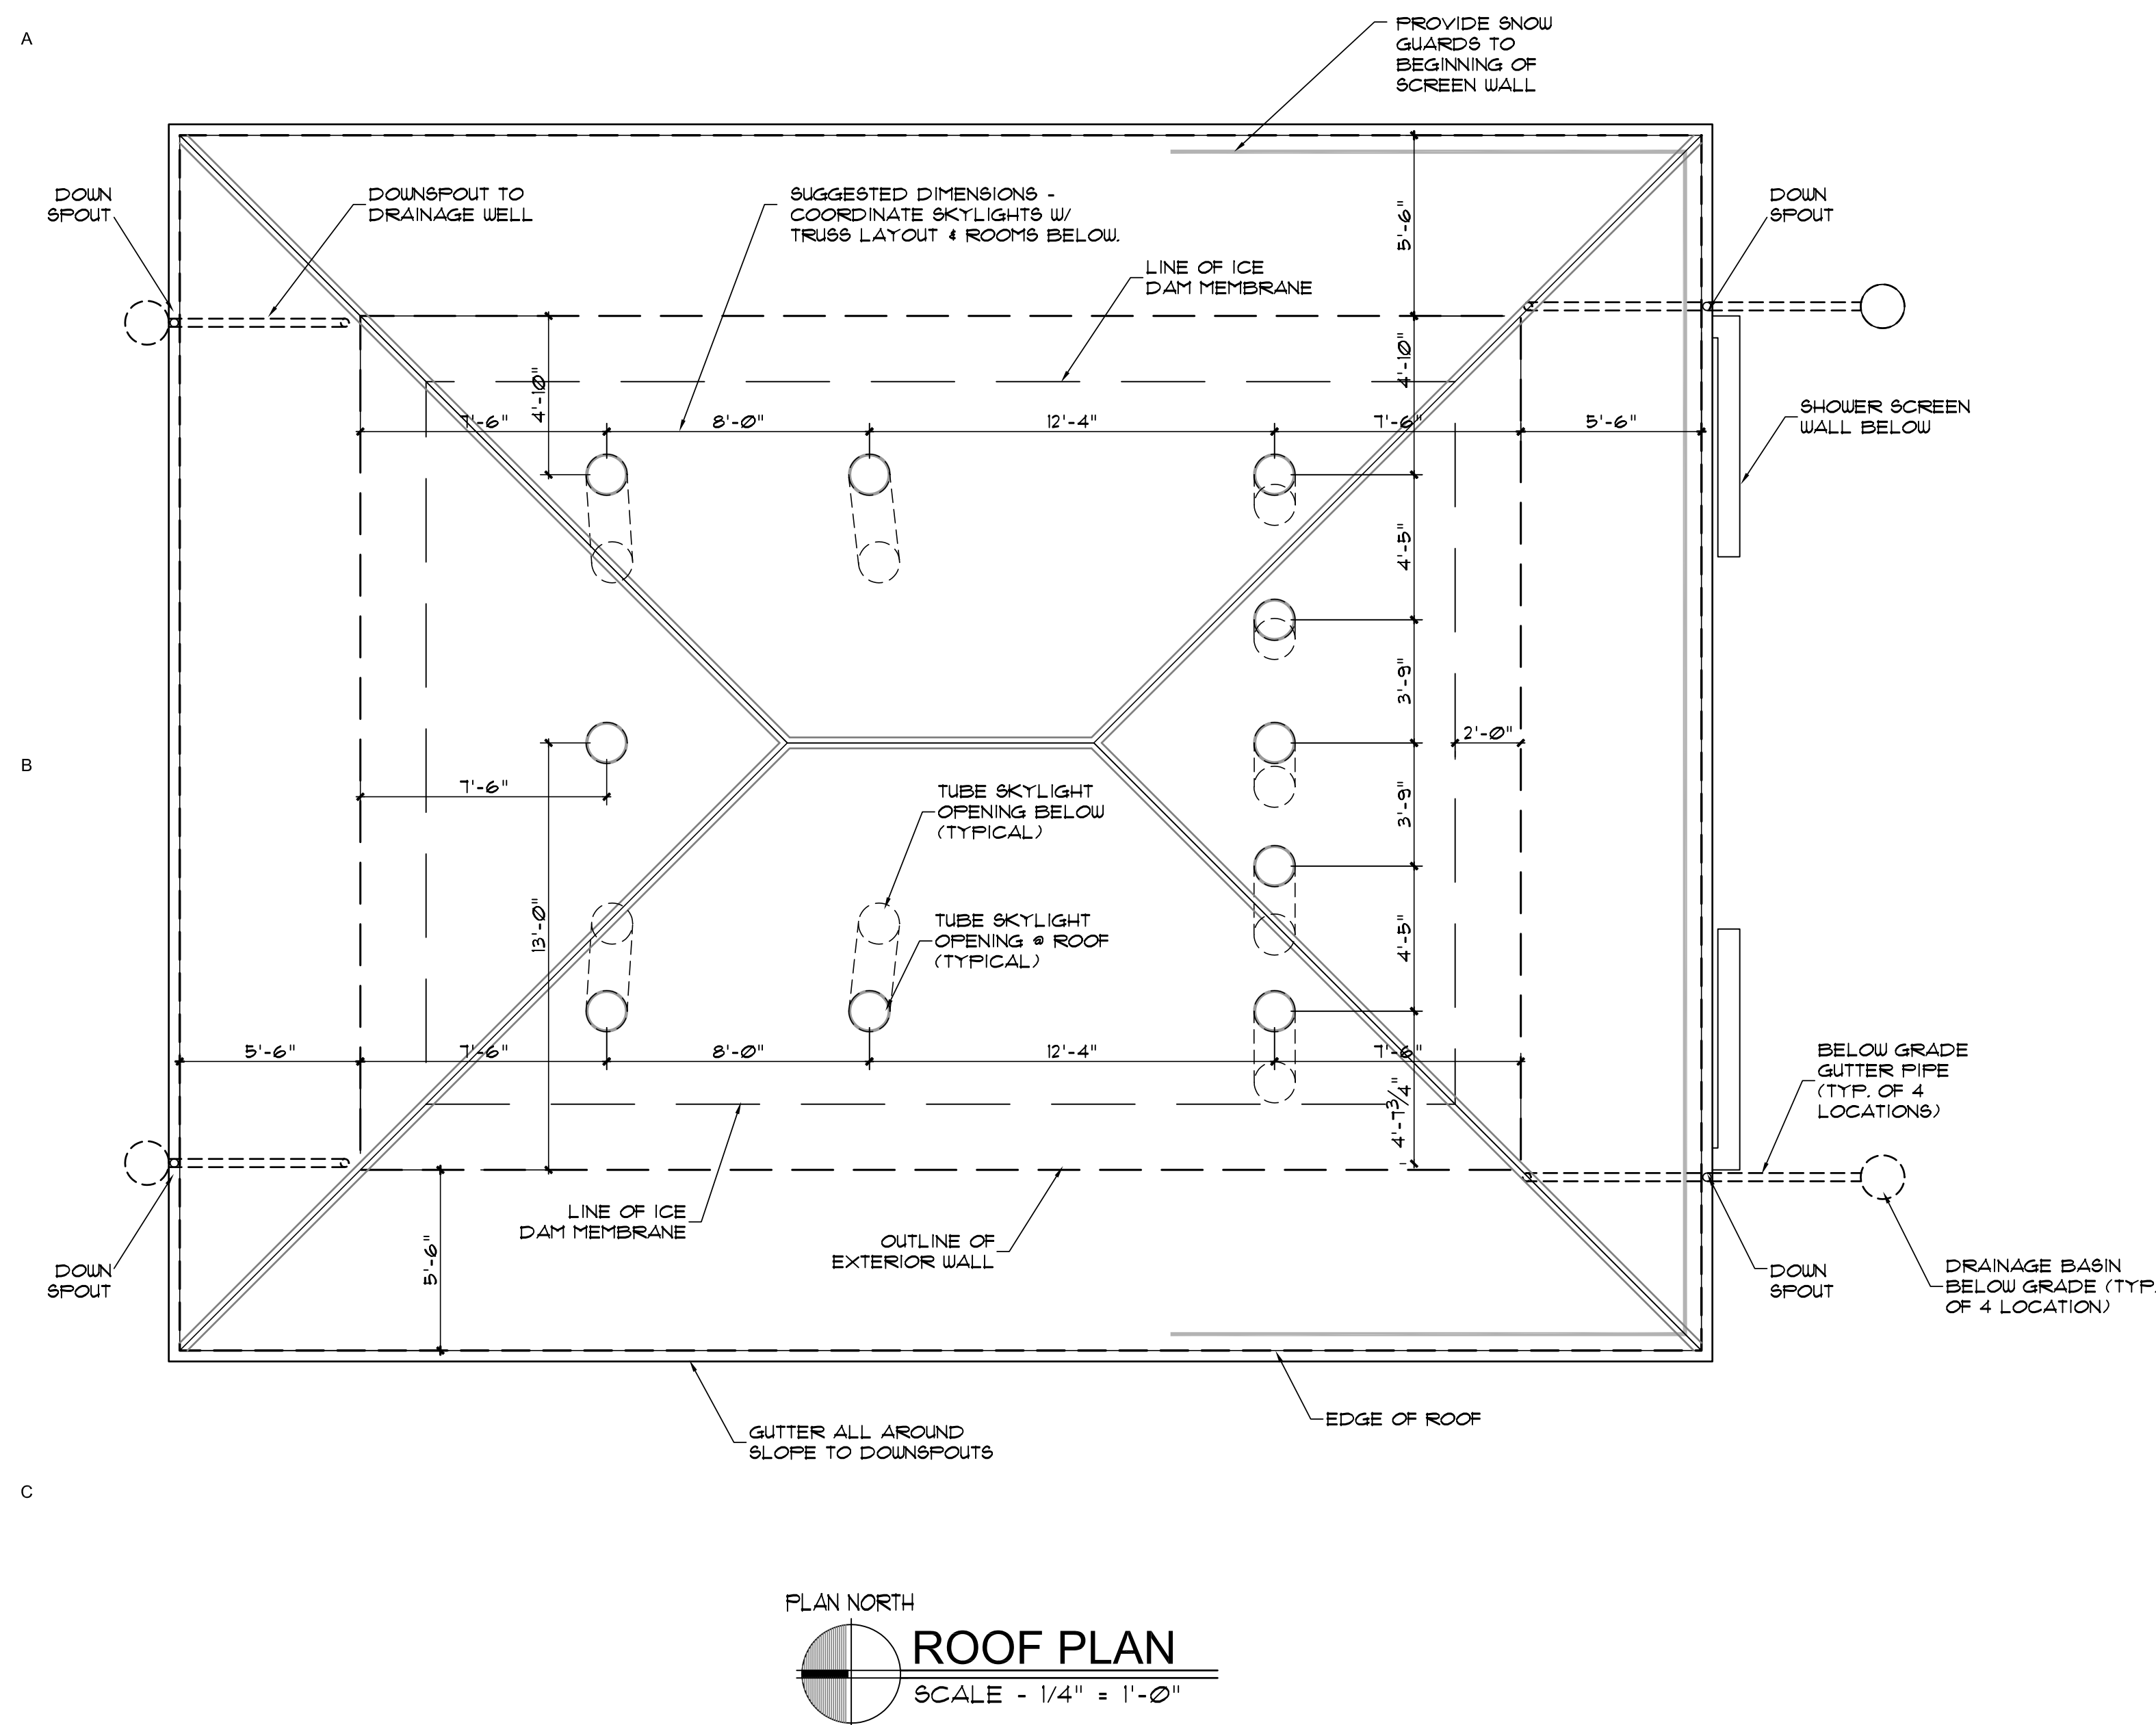 A
PROVIDE SNOW
GUARDS TO
BEGINNING OF
SCREEN WALL
DOWN
SPOUT
DOWNSPOUT TO
DRAINAGE WELL
SUGGESTED DIMENSIONS -
COORDINATE SKYLIGHTS W/
TRUSS LAYOUT & ROOMS BELOW.
DOWN
SPOUT
5'-6"
LINE OF ICE
DAM MEMBRANE
4'-10"
4'-10"
7'-6"
8'-0"
12'-4"
7'-6"
5'-6"
SHOWER SCREEN
WALL BELOW
4'-5"
3'-9"
2'-0"
B
7'-6"
TUBE SKYLIGHT
OPENING BELOW
(TYPICAL)
3'-9"
13'-0"
TUBE SKYLIGHT
OPENING @ ROOF
(TYPICAL)
4'-5"
5'-6"
7'-6"
8'-0"
12'-4"
7'-6"
4'-7 3/4"
BELOW GRADE
GUTTER PIPE
(TYP. OF 4
LOCATIONS)
LINE OF ICE
DAM MEMBRANE
OUTLINE OF
EXTERIOR WALL
5'-6"
DOWN
SPOUT
DOWN
SPOUT
DRAINAGE BASIN
BELOW GRADE (TYP.
OF 4 LOCATION)
EDGE OF ROOF
GUTTER ALL AROUND
SLOPE TO DOWNSPOUTS
C
PLAN NORTH
ROOF PLAN
SCALE - 1/4" = 1'-0"